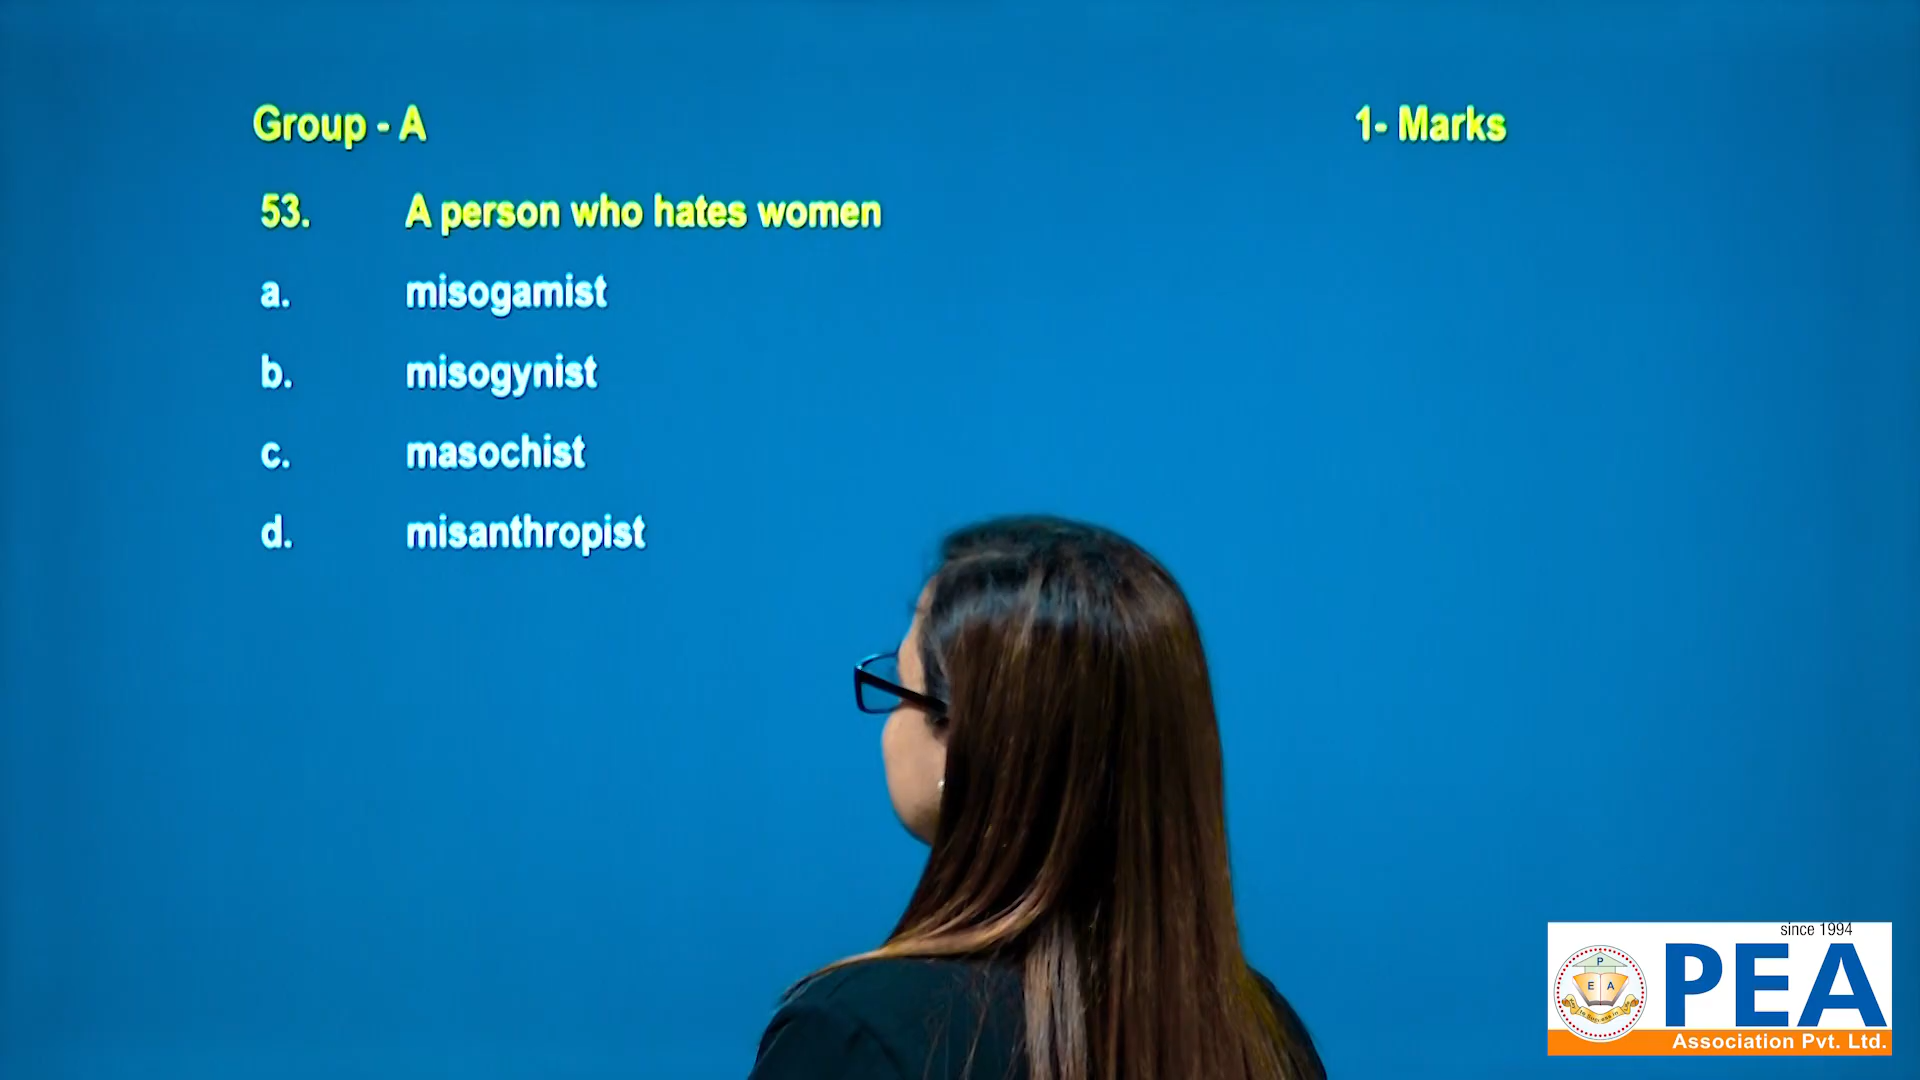 Group - A 1- Marks
53. A person who hates women
a. misogamist
b. misogynist
c. masochist
d. misanthropist
since 1994
P
E A
PEA
Association Pvt. Ltd.